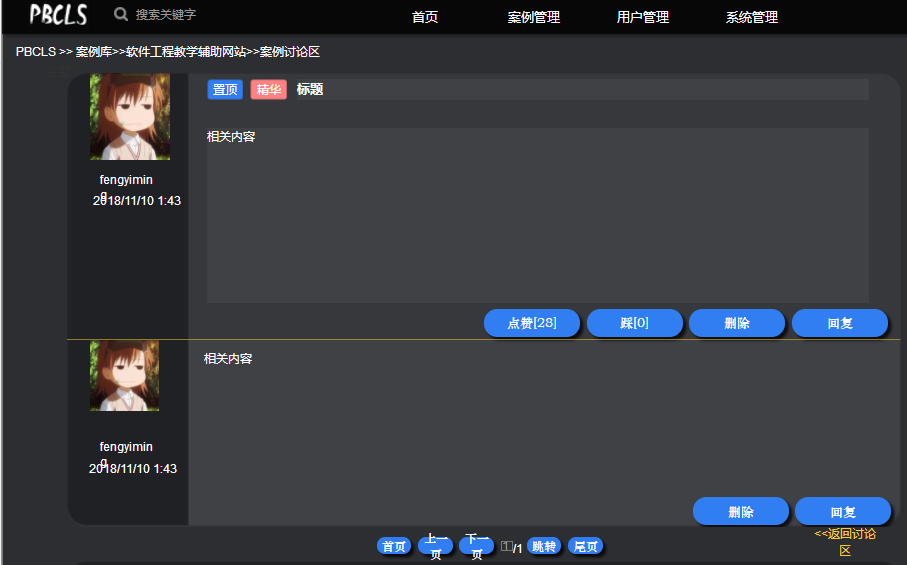 PBCLS
搜索关键字
首页 案例管理 用户管理 系统管理
PBCLS >> 案例库>>软件工程教学辅助网站>>案例讨论区
置顶 精华 标题
相关内容
fengyimin
g
2018/11/10 1:43
点赞[28] 踩[0] 删除 回复
相关内容
fengyimin
g
2018/11/10 1:43
删除 回复
<<返回讨论
区
首页 上一
页 下一
页 1/1 跳转 尾页